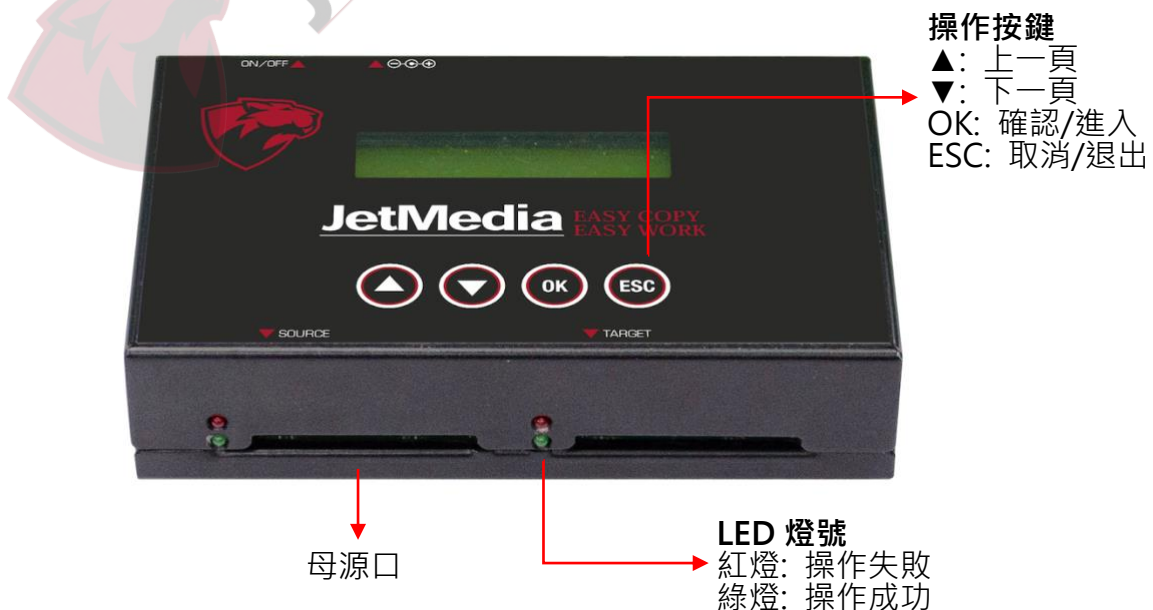 操作按鍵
▲: 上一頁
▼: 下一頁
OK: 確認/進入
ESC: 取消/退出
ON/OFF
JetMedia
EASY COPY
EASY WORK
OK
ESC
SOURCE
TARGET
母源口
LED 燈號
紅燈: 操作失敗
綠燈: 操作成功